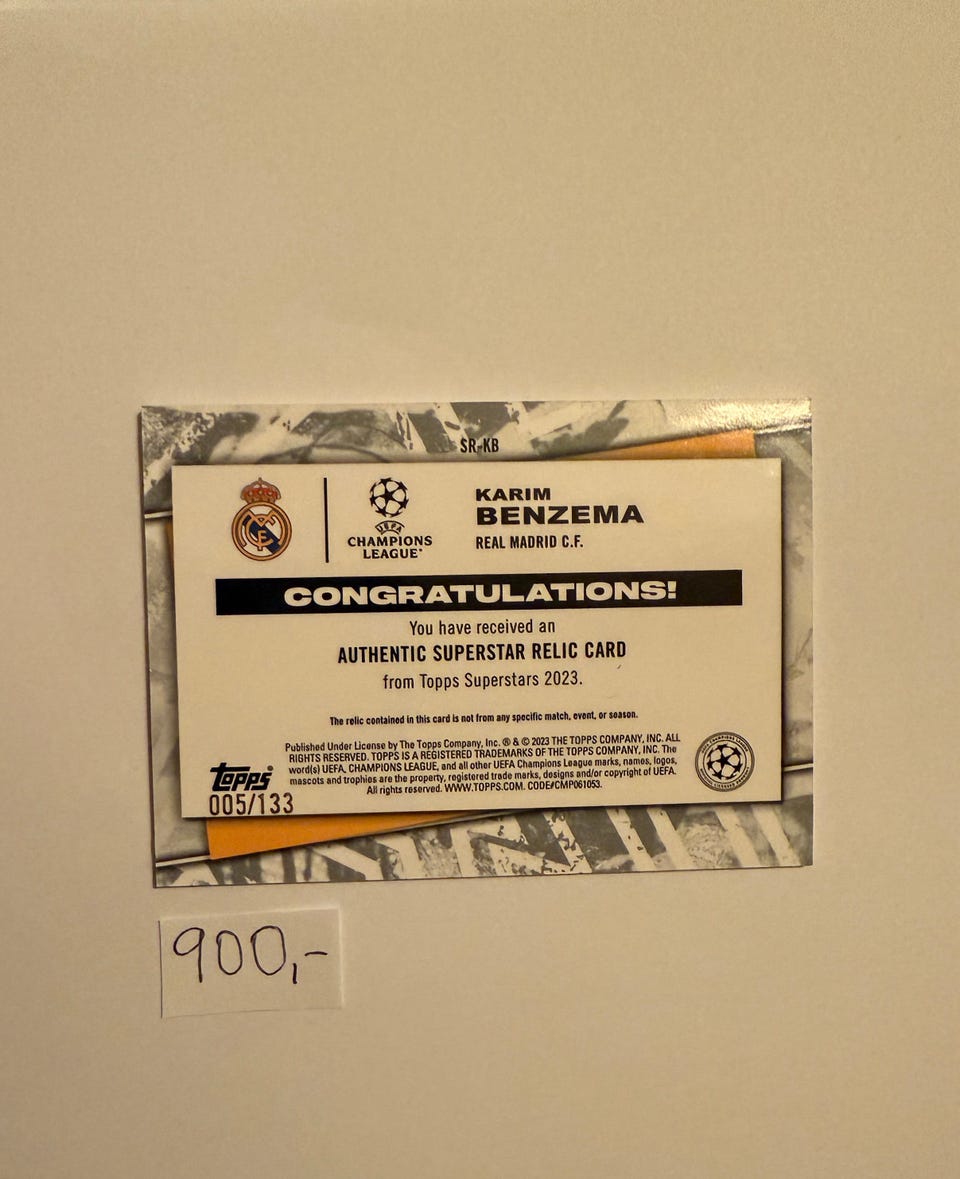 SR-KB
KARIM
BENZEMA
REAL MADRID C.F.
UEFA
CHAMPIONS
LEAGUE
CONGRATULATIONS!
You have received an
AUTHENTIC SUPERSTAR RELIC CARD
from Topps Superstars 2023.
The relic contained in this card is not from any specific match, event, or season.
Published Under License by The Topps Company, Inc. ® & © 2023 THE TOPPS COMPANY, INC. ALL
RIGHTS RESERVED. TOPPS IS A REGISTERED TRADEMARKS OF THE TOPPS COMPANY, INC. The
word(s) UEFA, CHAMPIONS LEAGUE, and all other UEFA Champions League marks, names, logos,
mascots and trophies are the property, registered trade marks, designs and/or copyright of UEFA.
All rights reserved. WWW.TOPPS.COM. CODE#CMP061053.
topps
005/133
900,-